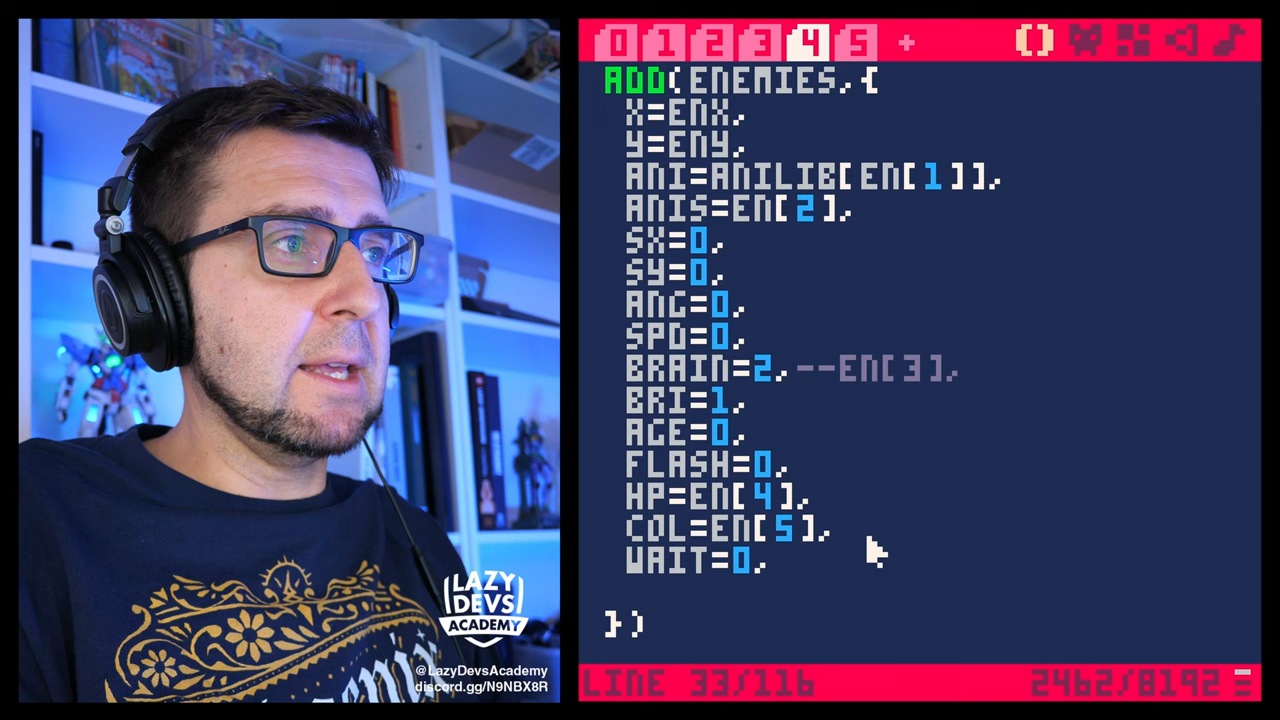 0 1 2 3 4 5 +
ADD(ENEMIES,{
X=ENX,
Y=ENY,
ANI=ANILIB[EN[1]],
ANIS=EN[2],
SX=0,
SY=0,
ANG=0,
SPD=0,
BRAIN=2,--EN[3],
BRI=1,
AGE=0,
FLASH=0,
HP=EN[4],
COL=EN[5],
WAIT=0,
})
LINE 33/116 2462/8192
LAZY
DEVS
ACADEMY
@LazyDevsAcademy
discord.gg/N9NBX8R